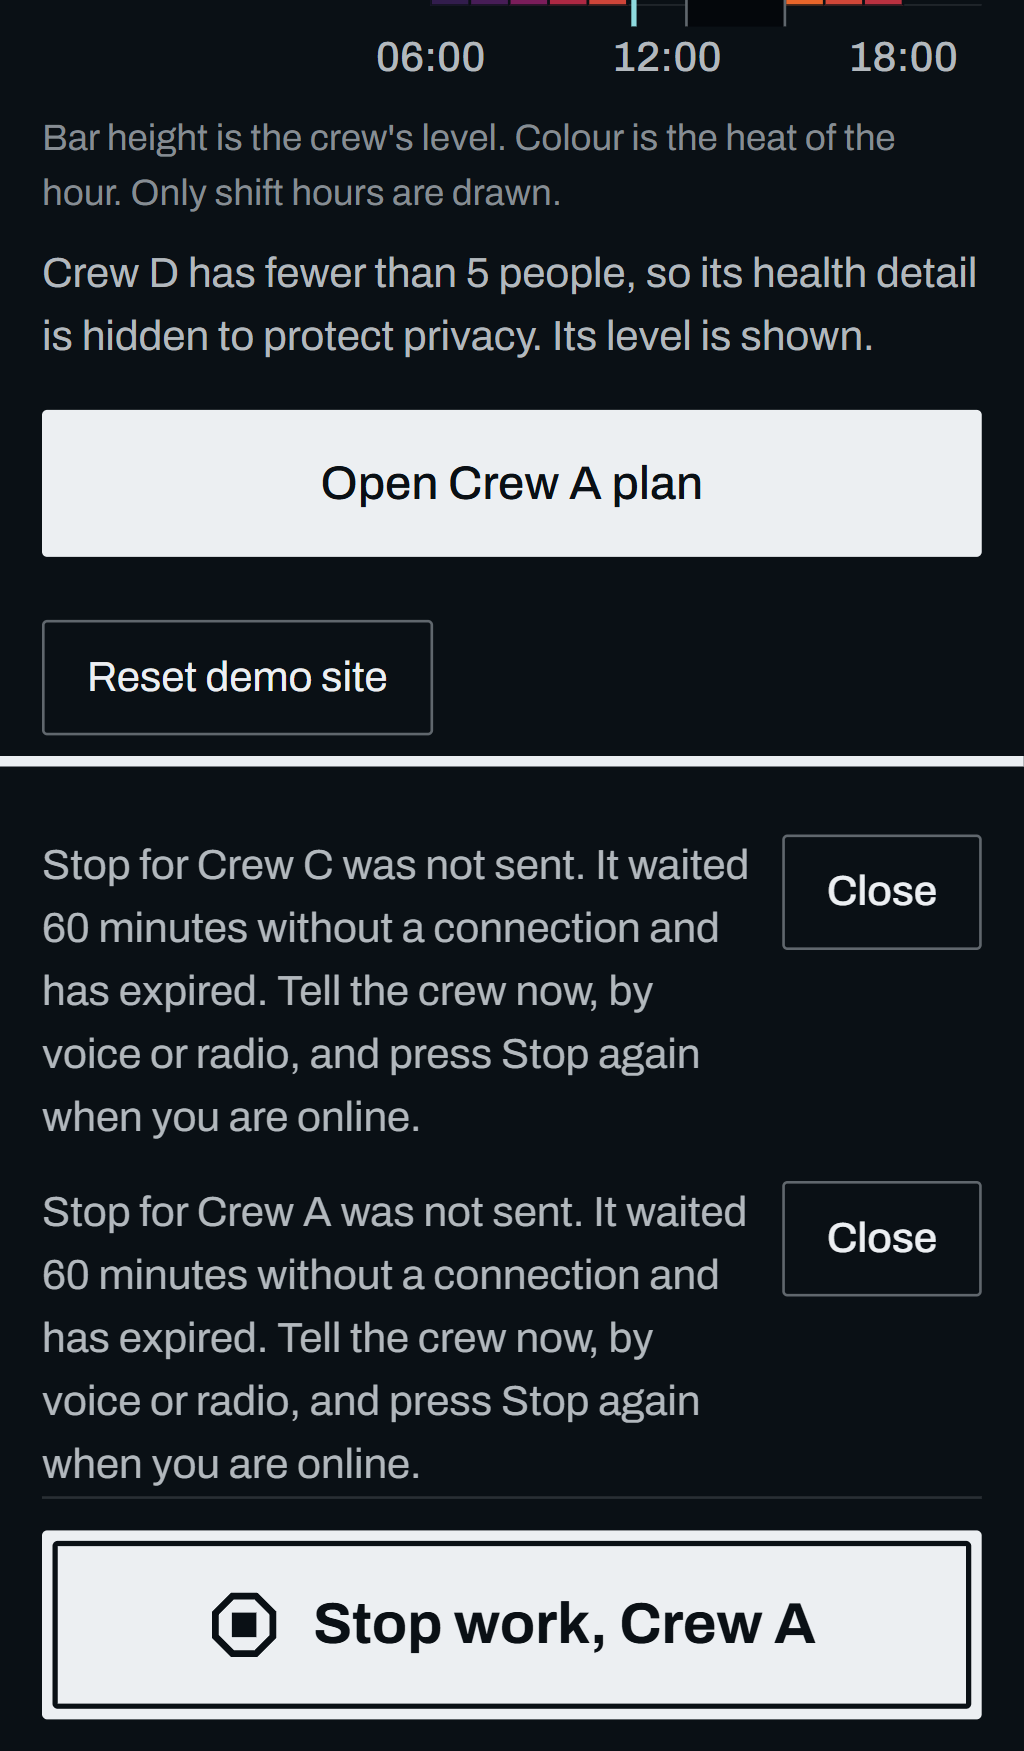 06:00 12:00 18:00
Bar height is the crew's level. Colour is the heat of the
hour. Only shift hours are drawn.
Crew D has fewer than 5 people, so its health detail
is hidden to protect privacy. Its level is shown.
Open Crew A plan
Reset demo site
Stop for Crew C was not sent. It waited
60 minutes without a connection and
has expired. Tell the crew now, by
voice or radio, and press Stop again
when you are online.
Close
Stop for Crew A was not sent. It waited
60 minutes without a connection and
has expired. Tell the crew now, by
voice or radio, and press Stop again
when you are online.
Close
Stop work, Crew A